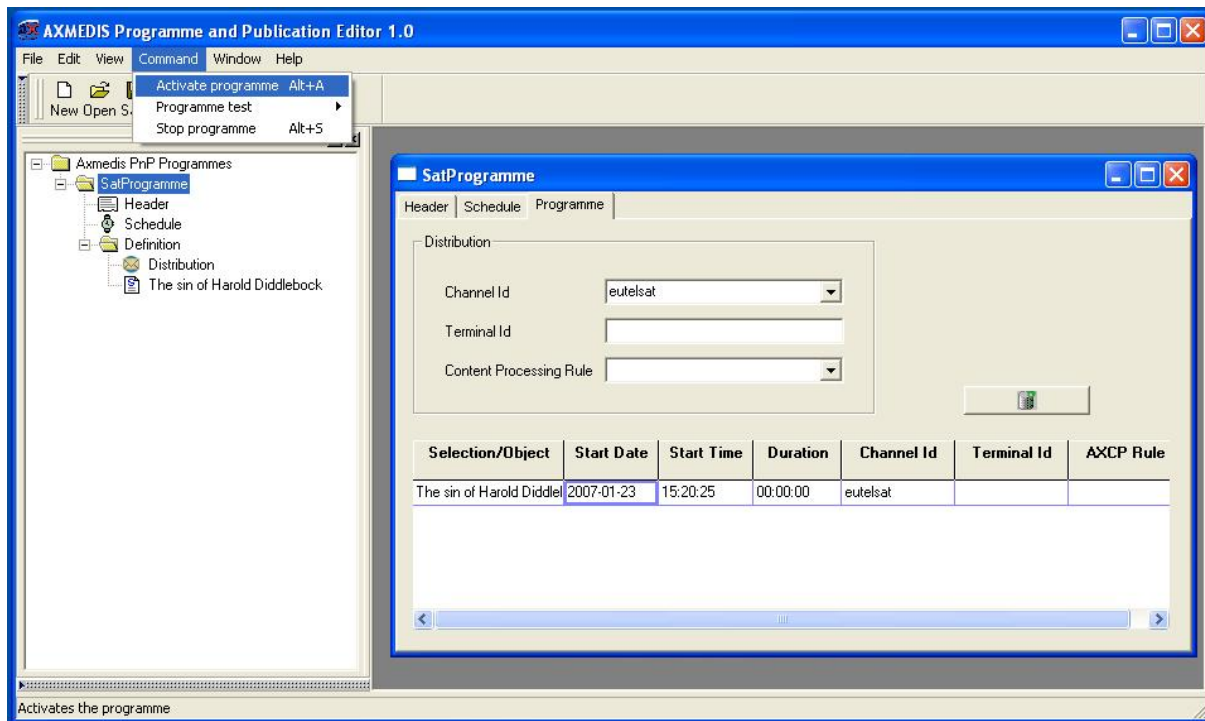 AXMEDIS Programme and Publication Editor 1.0
File Edit View Command Window Help
Activate programme Alt+A
Programme test
Stop programme Alt+S
New Open
Axmedis PnP Programmes
SatProgramme
Header
Schedule
Definition
Distribution
The sin of Harold Diddlebock
SatProgramme
Header Schedule Programme
Distribution
Channel Id eutelsat
Terminal Id
Content Processing Rule
Selection/Object Start Date Start Time Duration Channel Id Terminal Id AXCP Rule
The sin of Harold Diddlel 2007-01-23 15:20:25 00:00:00 eutelsat
Activates the programme